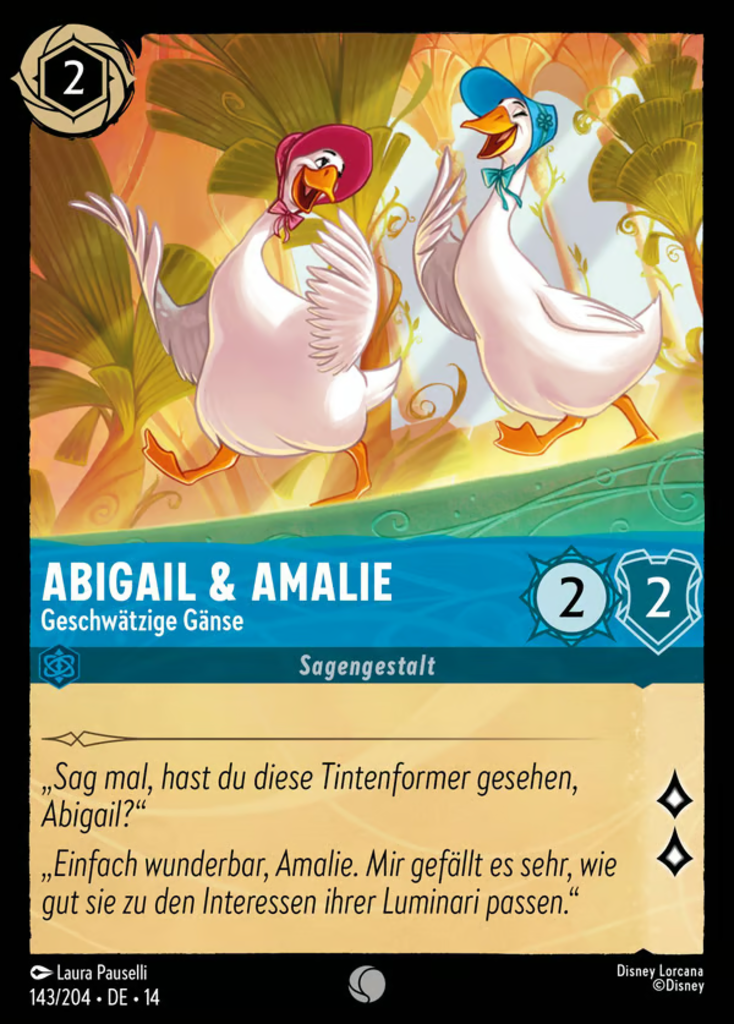 2
ABIGAIL & AMALIE
Geschwätzige Gänse
2
2
Sagengestalt
„Sag mal, hast du diese Tintenformer gesehen,
Abigail?“
„Einfach wunderbar, Amalie. Mir gefällt es sehr, wie
gut sie zu den Interessen ihrer Luminari passen.“
Laura Pauselli
143/204 • DE • 14
Disney Lorcana
©Disney